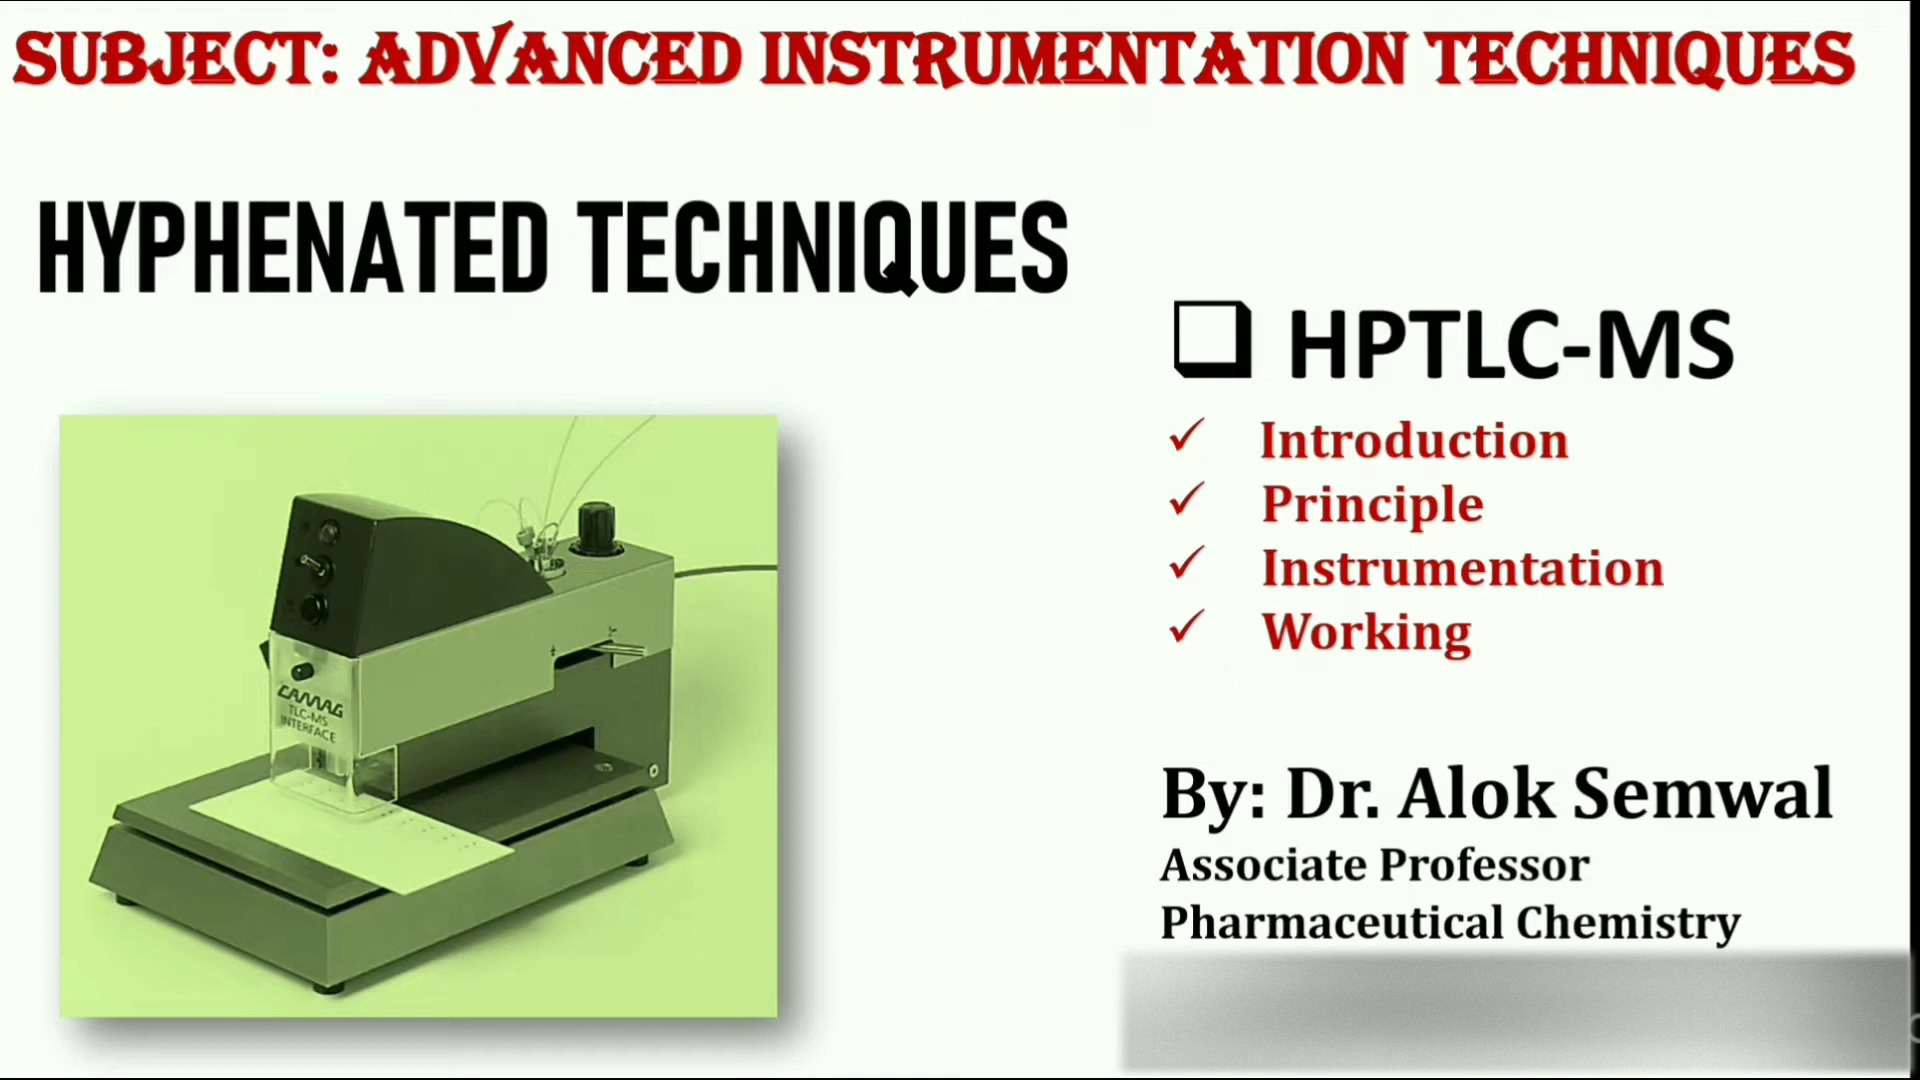 SUBJECT: ADVANCED INSTRUMENTATION TECHNIQUES
HYPHENATED TECHNIQUES
HPTLC-MS
Introduction
Principle
Instrumentation
Working
CAMAG
TLC-MS
INTERFACE
By: Dr. Alok Semwal
Associate Professor
Pharmaceutical Chemistry